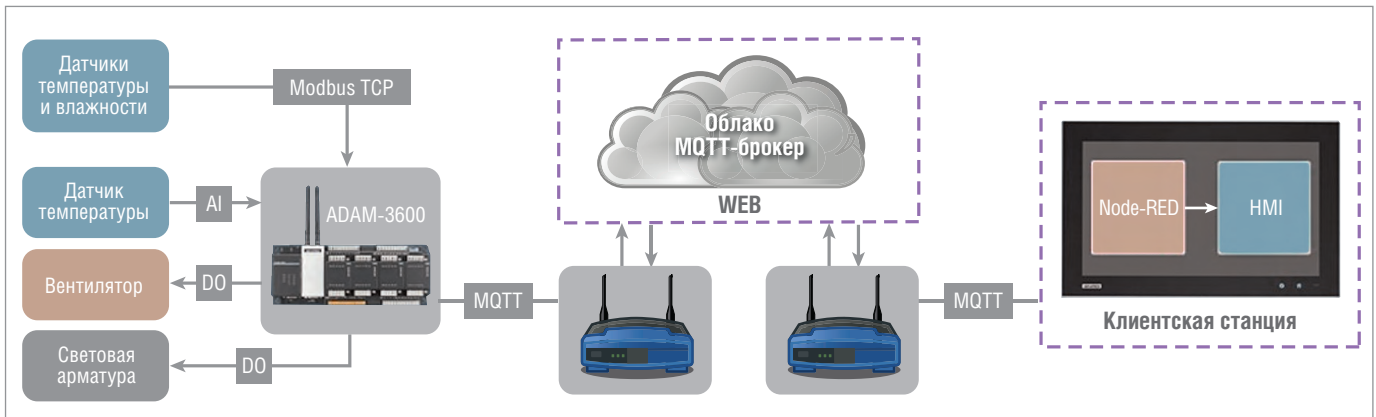 Датчики
температуры
и влажности
Modbus TCP
Датчик
температуры
AI
ADAM-3600
Вентилятор
DO
Световая
арматура
DO
MQTT
Облако
MQTT-брокер
WEB
MQTT
Node-RED
HMI
Клиентская станция